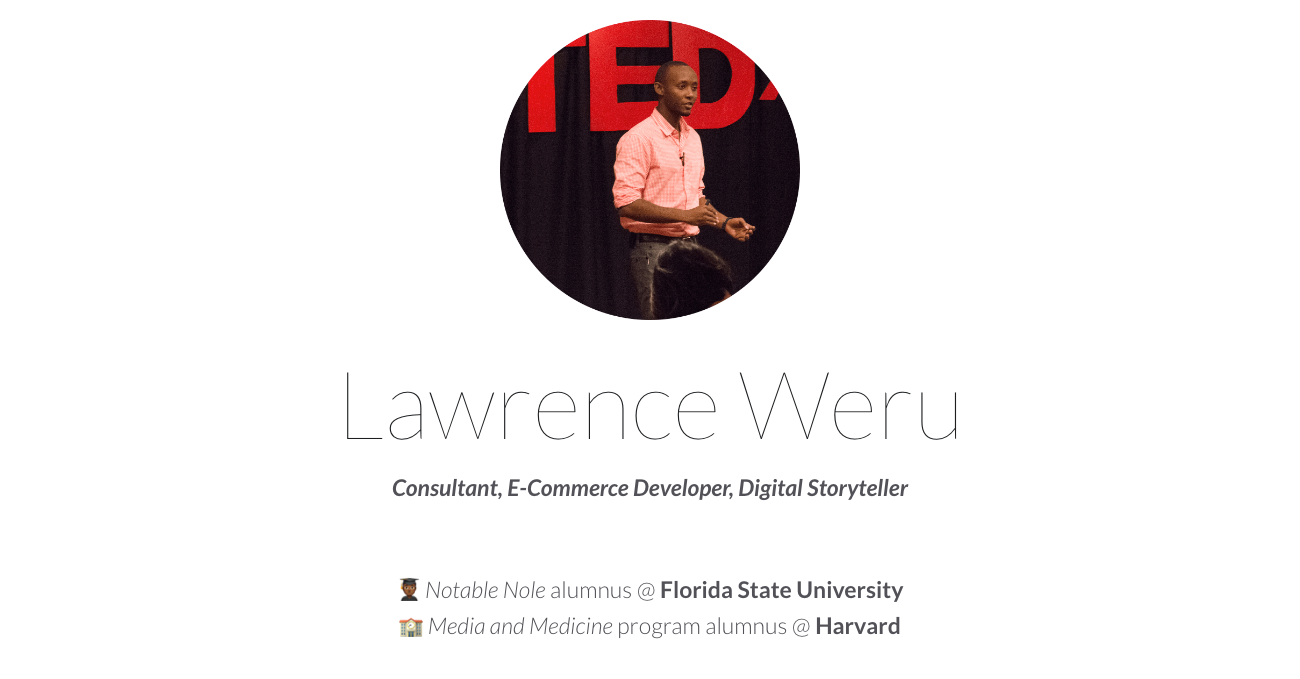 TEDx
Lawrence Weru
Consultant, E-Commerce Developer, Digital Storyteller
Notable Nole alumnus @ Florida State University
Media and Medicine program alumnus @ Harvard